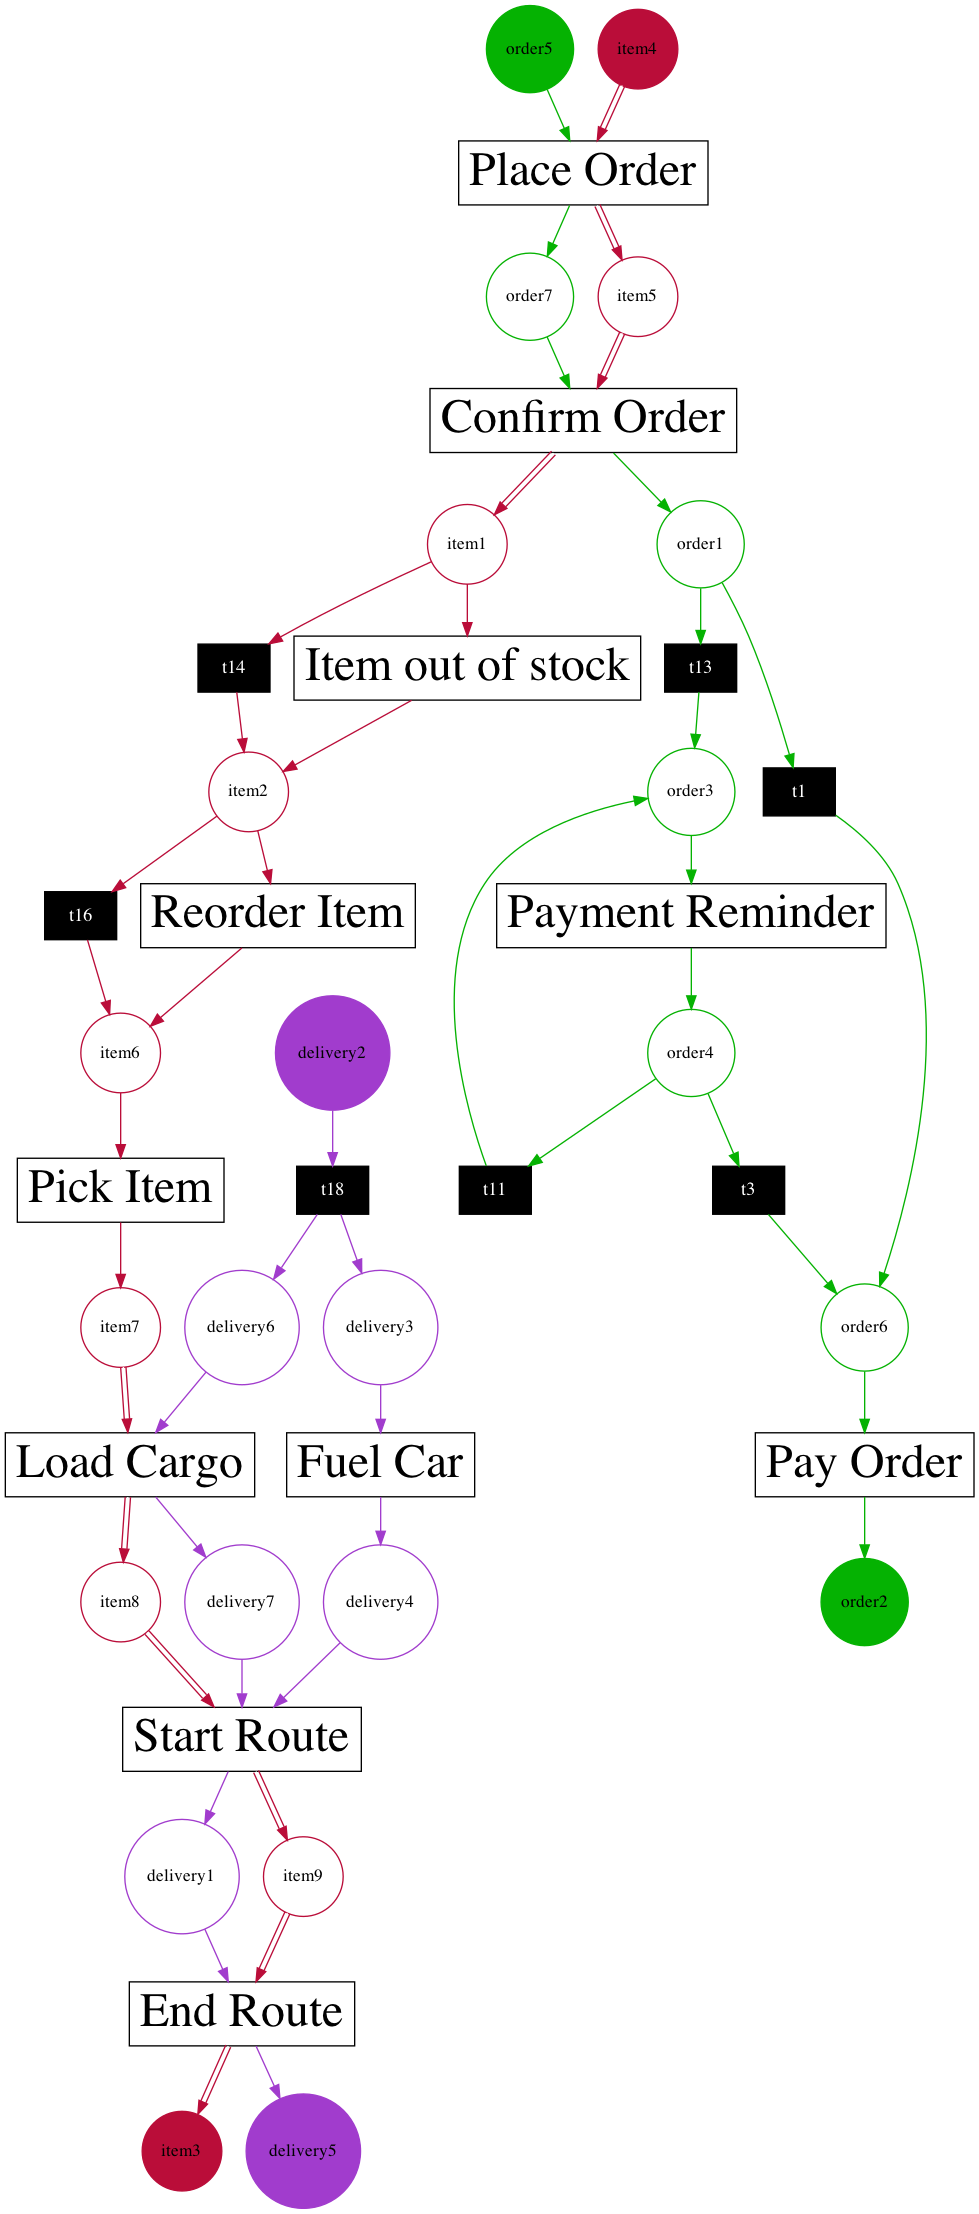 order5
item4
Place Order
order7
item5
Confirm Order
item1
order1
t14
Item out of stock
t13
item2
order3
t1
t16
Reorder Item
Payment Reminder
item6
delivery2
order4
Pick Item
t18
t11
t3
item7
delivery6
delivery3
order6
Load Cargo
Fuel Car
Pay Order
item8
delivery7
delivery4
order2
Start Route
delivery1
item9
End Route
item3
delivery5